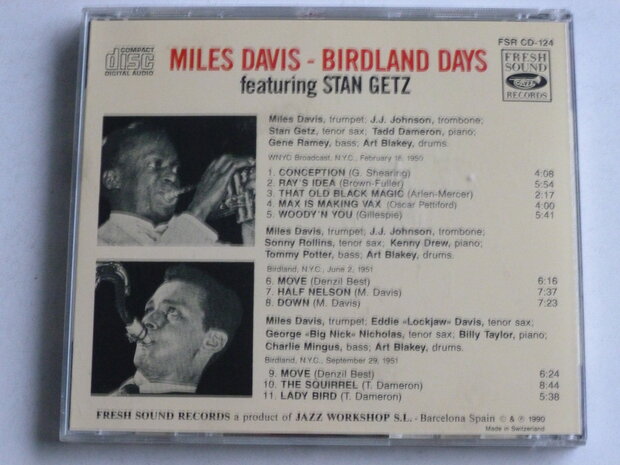 FSR CD-124
COMPACT
disc
DIGITAL AUDIO
MILES DAVIS - BIRDLAND DAYS
featuring STAN GETZ
FRESH
SOUND
RECORDS
Miles Davis, trumpet; J.J. Johnson, trombone;
Stan Getz, tenor sax; Tadd Dameron, piano;
Gene Ramey, bass; Art Blakey, drums.
WNYC Broadcast, N.Y.C., February 18, 1950
1. CONCEPTION (G. Shearing) 4:08
2. RAY'S IDEA (Brown-Fuller) 5:54
3. THAT OLD BLACK MAGIC (Arlen-Mercer) 2:17
4. MAX IS MAKING VAX (Oscar Pettiford) 4:00
5. WOODY'N YOU (Gillespie) 5:41
Miles Davis, trumpet; J.J. Johnson, trombone;
Sonny Rollins, tenor sax; Kenny Drew, piano;
Tommy Potter, bass; Art Blakey, drums.
Birdland, N.Y.C., June 2, 1951
6. MOVE (Denzil Best) 6:16
7. HALF NELSON (M. Davis) 7:37
8. DOWN (M. Davis) 7:23
Miles Davis, trumpet; Eddie «Lockjaw» Davis, tenor sax;
George «Big Nick» Nicholas, tenor sax; Billy Taylor, piano;
Charlie Mingus, bass; Art Blakey, drums.
Birdland, N.Y.C., September 29, 1951
9. MOVE (Denzil Best) 6:24
10. THE SQUIRREL (T. Dameron) 8:44
11. LADY BIRD (T. Dameron) 5:38
FRESH SOUND RECORDS a product of JAZZ WORKSHOP S.L. - Barcelona Spain © & ℗ 1990
Made in Switzerland